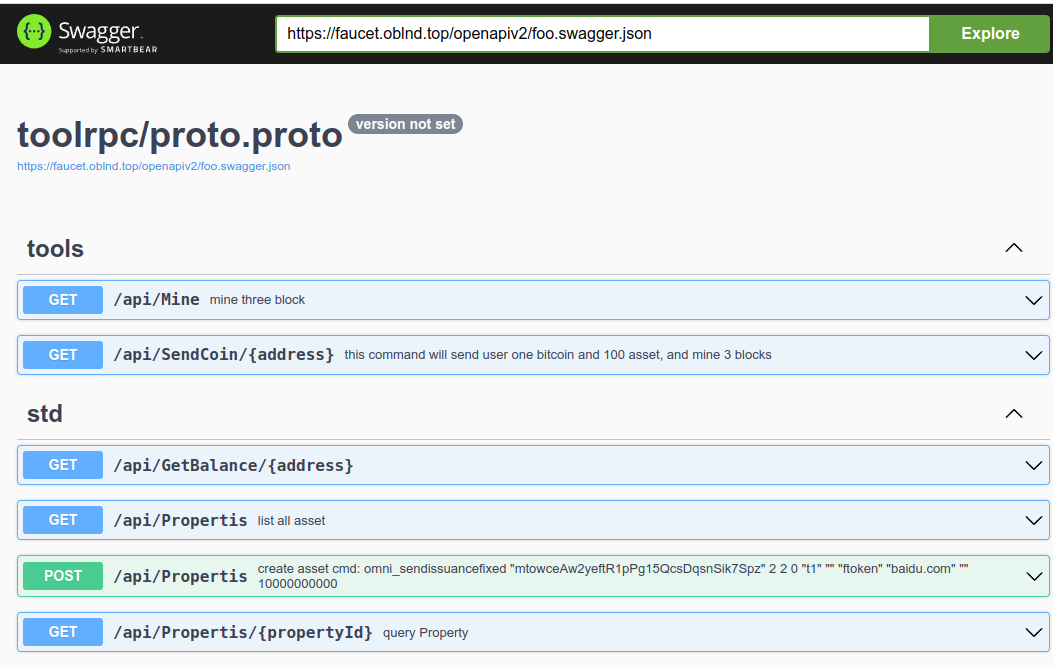 Swagger
Supported by SMARTBEAR
https://faucet.oblnd.top/openapiv2/foo.swagger.json
Explore
toolrpc/proto.proto
version not set
https://faucet.oblnd.top/openapiv2/foo.swagger.json
tools
GET /api/Mine mine three block
GET /api/SendCoin/{address} this command will send user one bitcoin and 100 asset, and mine 3 blocks
std
GET /api/GetBalance/{address}
GET /api/Propertis list all asset
POST /api/Propertis create asset cmd: omni_sendissuancefixed "mtowceAw2yeftR1pPg15QcsDqsnSik7Spz" 2 2 0 "t1" "" "ftoken" "baidu.com" ""
10000000000
GET /api/Propertis/{propertyId} query Property